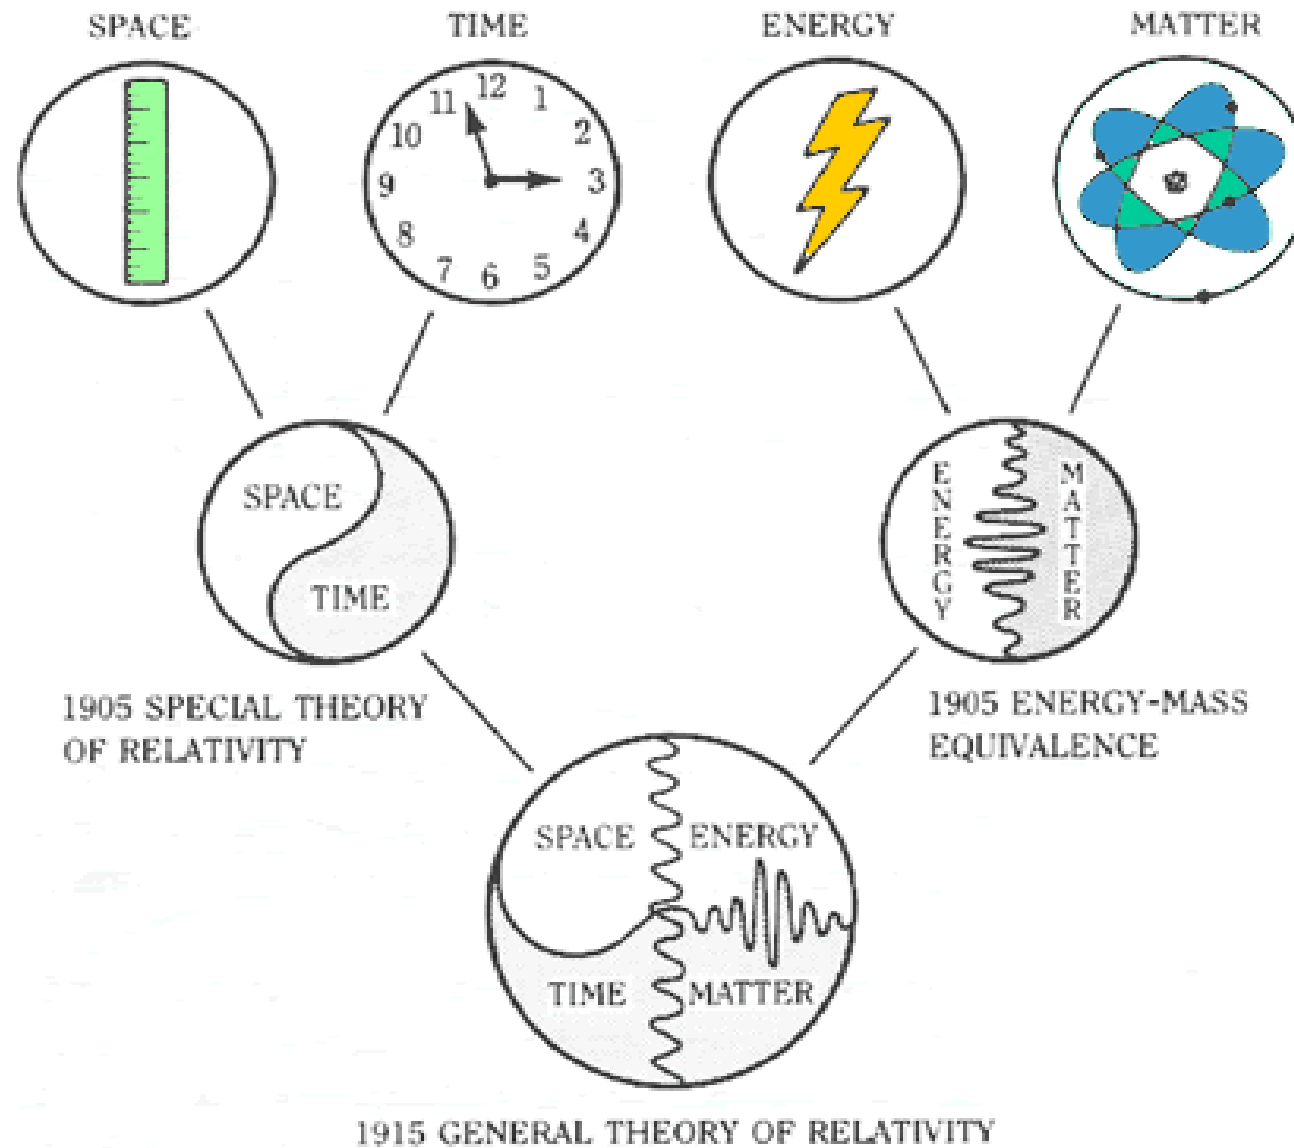 SPACE
TIME
ENERGY
MATTER
12
1
2
3
4
5
6
7
8
9
10
11
SPACE
TIME
ENERGY
MATTER
1905 SPECIAL THEORY
OF RELATIVITY
1905 ENERGY-MASS
EQUIVALENCE
SPACE
ENERGY
TIME
MATTER
1915 GENERAL THEORY OF RELATIVITY